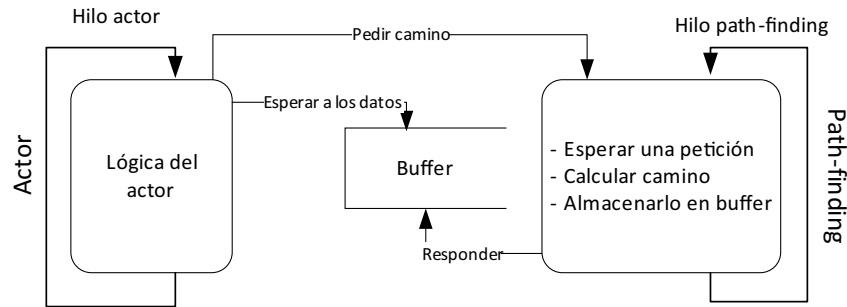 Hilo actor
Pedir camino
Hilo path-finding
Esperar a los datos
Actor
Lógica del
actor
Buffer
- Esperar una petición
- Calcular camino
- Almacenarlo en buffer
Path-finding
Responder